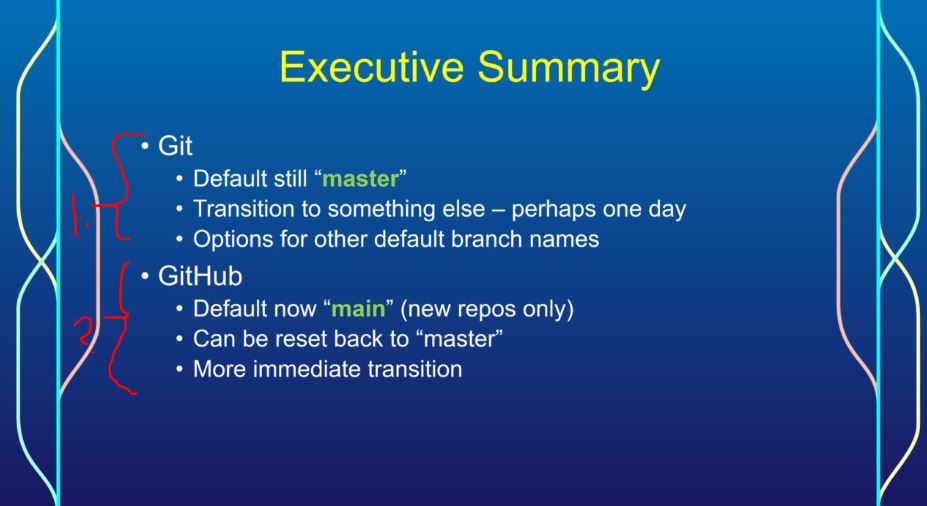 Executive Summary
1.
• Git
• Default still “master”
• Transition to something else – perhaps one day
• Options for other default branch names
2.
• GitHub
• Default now “main” (new repos only)
• Can be reset back to “master”
• More immediate transition